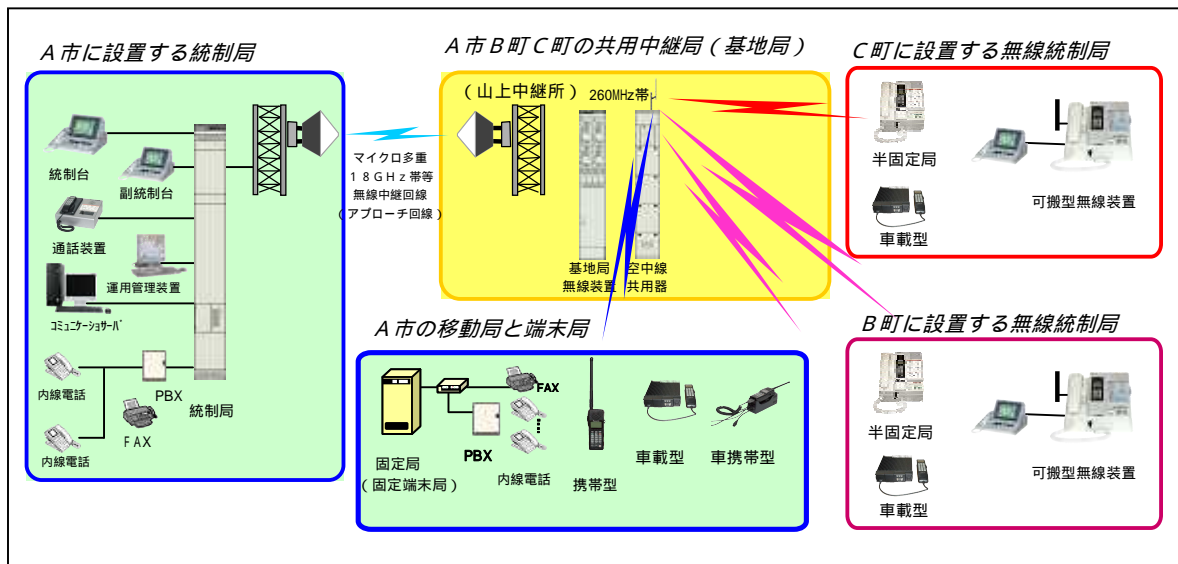 A市に設置する統制局
統制台
副統制台
通話装置
運用管理装置
ｺﾐｭﾆｹｰｼｮｻｰﾊﾞ
内線電話
PBX
統制局
FAX
内線電話
マイクロ多重
18GHz帯等
無線中継回線
(アプローチ回線)
A市B町C町の共用中継局(基地局)
(山上中継所)
260MHz帯
基地局
無線装置
空中線
共用器
A市の移動局と端末局
固定局
(固定端末局)
FAX
PBX
内線電話
携帯型
車載型
車携帯型
C町に設置する無線統制局
半固定局
車載型
可搬型無線装置
B町に設置する無線統制局
半固定局
車載型
可搬型無線装置